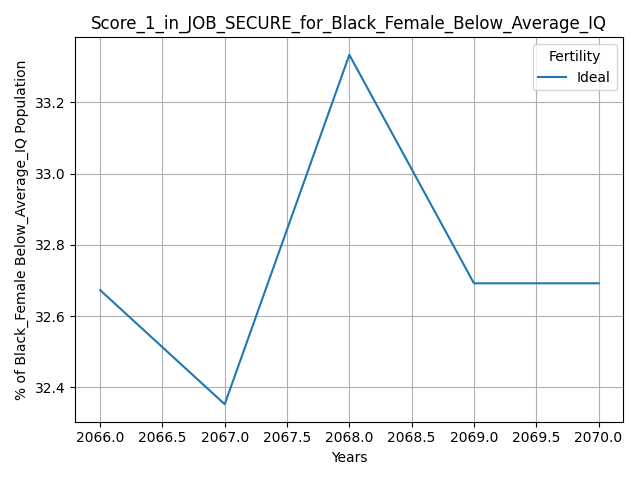 Score_1_in_JOB_SECURE_for_Black_Female_Below_Average_IQ
Fertility
Ideal
% of Black_Female Below_Average_IQ Population
33.2
33.0
32.8
32.6
32.4
2066.0 2066.5 2067.0 2067.5 2068.0 2068.5 2069.0 2069.5 2070.0
Years